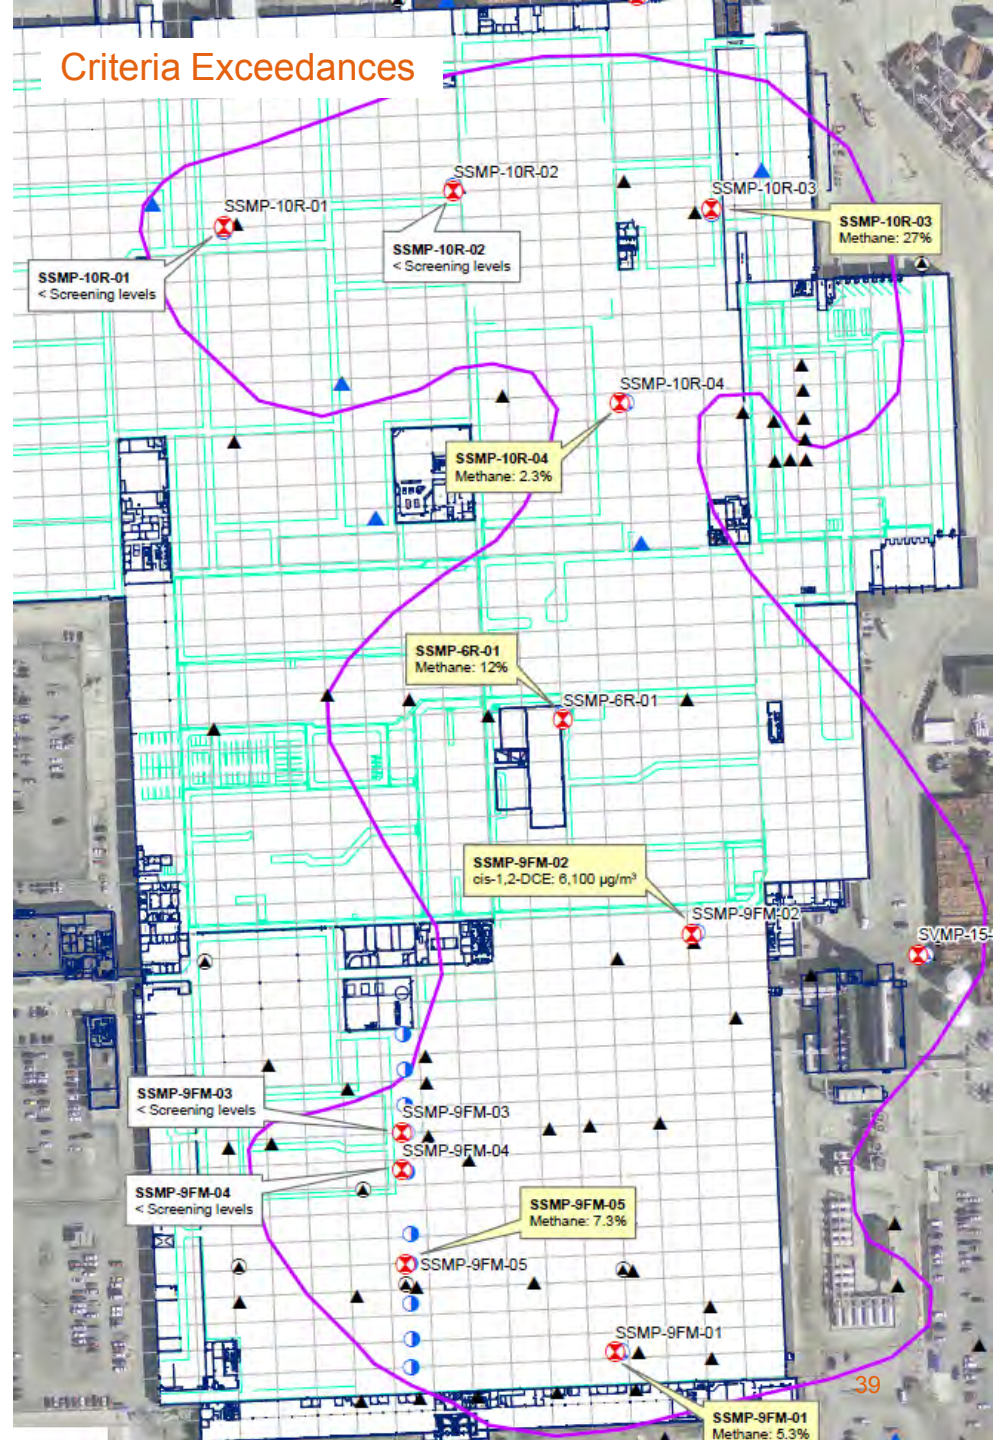 Criteria Exceedances
SSMP-10R-02
SSMP-10R-03
SSMP-10R-01
SSMP-10R-03
Methane: 27%
SSMP-10R-02
< Screening levels
SSMP-10R-01
< Screening levels
SSMP-10R-04
SSMP-10R-04
Methane: 2.3%
SSMP-6R-01
Methane: 12%
SSMP-6R-01
SSMP-9FM-02
cis-1,2-DCE: 6,100 µg/m³
SSMP-9FM-02
SVMP-15-
SSMP-9FM-03
< Screening levels
SSMP-9FM-03
SSMP-9FM-04
SSMP-9FM-04
< Screening levels
SSMP-9FM-05
Methane: 7.3%
SSMP-9FM-05
SSMP-9FM-01
39
SSMP-9FM-01
Methane: 5.3%